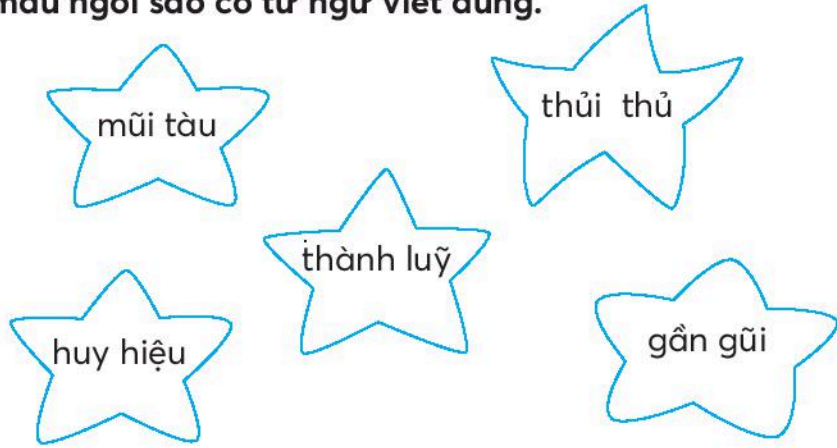 màu ngôi sao có từ ngữ viết đúng.
mũi tàu
thủi thủ
thành luỹ
huy hiệu
gần gũi